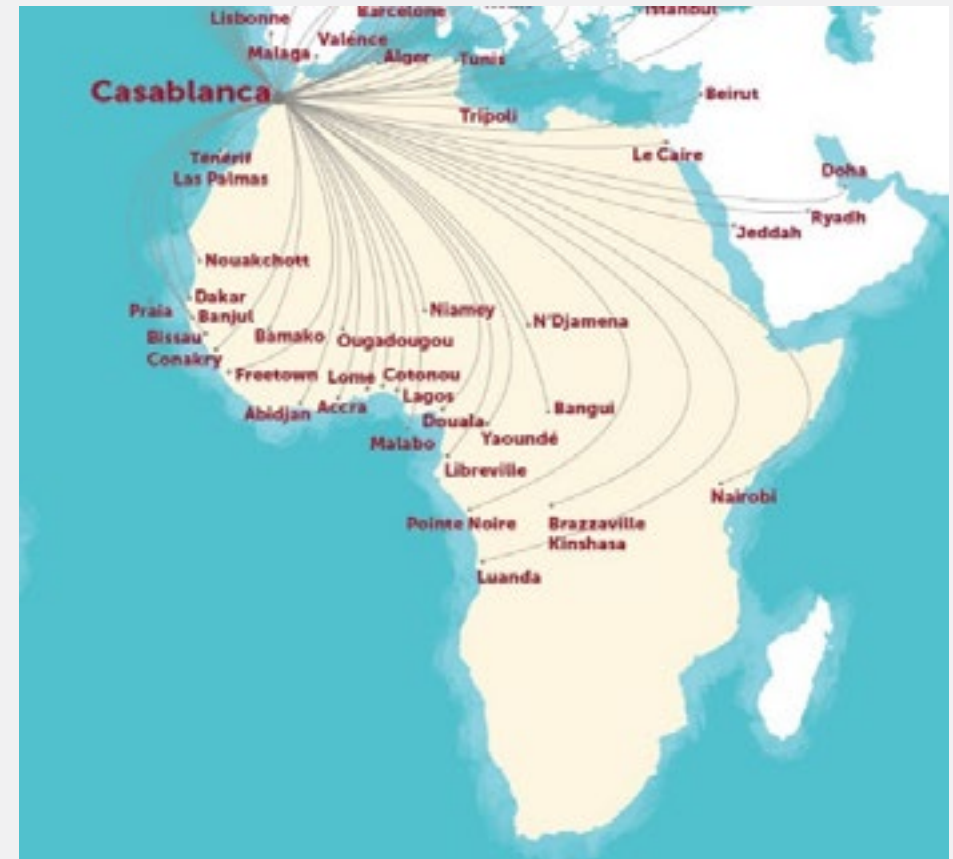 Lisbonne
Barcelone
Istanbul
Malaga
Valénce
Alger
Tunis
Casablanca
Tripoli
Beirut
Ténérif
Las Palmas
Le Caire
Doha
Ryadh
Jeddah
Nouakchott
Dakar
Praia
Banjul
Bissau
Conakry
Bamako
Niamey
Ougadougou
N'Djamena
Freetown
Lome
Cotonou
Lagos
Abidjan
Accra
Douala
Bangui
Malabo
Yaoundé
Libreville
Nairobi
Pointe Noire
Brazzaville
Kinshasa
Luanda